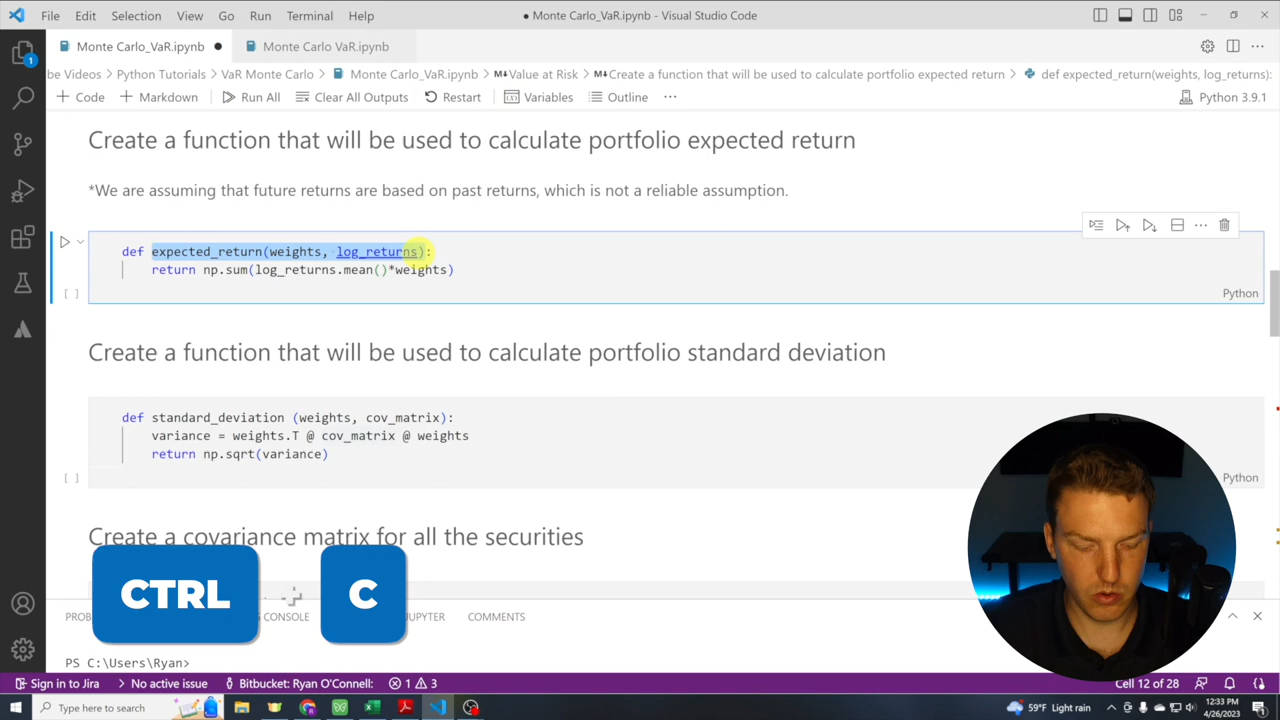 File Edit Selection View Go Run Terminal Help
● Monte Carlo_VaR.ipynb - Visual Studio Code
Monte Carlo_VaR.ipynb ●
Monte Carlo VaR.ipynb
be Videos > Python Tutorials > VaR Monte Carlo > Monte Carlo_VaR.ipynb > M↓Value at Risk > M↓Create a function that will be used to calculate portfolio expected return > def expected_return(weights, log_returns):
+ Code + Markdown Run All Clear All Outputs Restart Variables Outline ··· Python 3.9.1
Create a function that will be used to calculate portfolio expected return
*We are assuming that future returns are based on past returns, which is not a reliable assumption.
def expected_return(weights, log_returns):
return np.sum(log_returns.mean()*weights)
[ ] Python
Create a function that will be used to calculate portfolio standard deviation
def standard_deviation (weights, cov_matrix):
variance = weights.T @ cov_matrix @ weights
return np.sqrt(variance)
[ ] Python
Create a covariance matrix for all the securities
CTRL + C
CONSOLE JUPYTER COMMENTS
PS C:\Users\Ryan>
Sign in to Jira > No active issue Bitbucket: Ryan O'Connell: 1 3 Cell 12 of 28
Type here to search 59°F Light rain 12:33 PM
4/26/2023